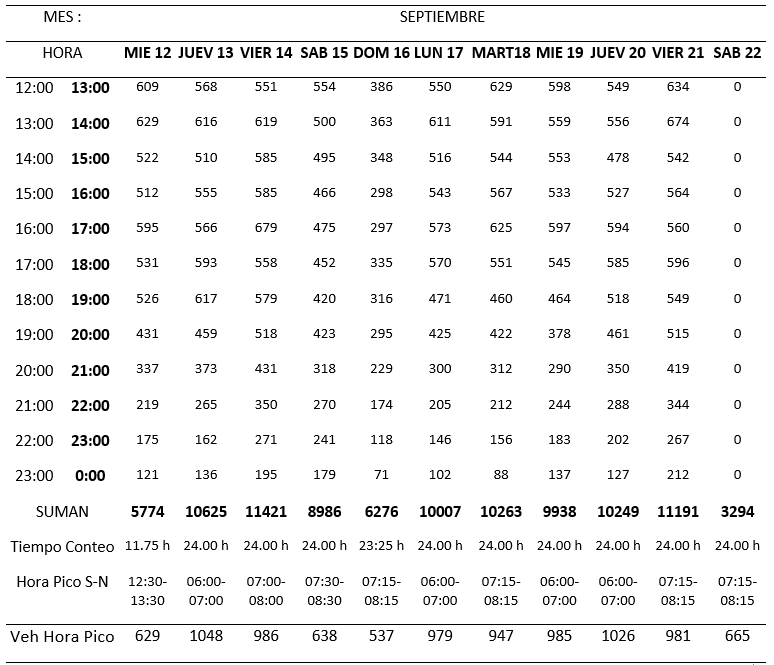 MES : SEPTIEMBRE
HORA MIE 12 JUEV 13 VIER 14 SAB 15 DOM 16 LUN 17 MART18 MIE 19 JUEV 20 VIER 21 SAB 22
12:00 13:00 609 568 551 554 386 550 629 598 549 634 0
13:00 14:00 629 616 619 500 363 611 591 559 556 674 0
14:00 15:00 522 510 585 495 348 516 544 553 478 542 0
15:00 16:00 512 555 585 466 298 543 567 533 527 564 0
16:00 17:00 595 566 679 475 297 573 625 597 594 560 0
17:00 18:00 531 593 558 452 335 570 551 545 585 596 0
18:00 19:00 526 617 579 420 316 471 460 464 518 549 0
19:00 20:00 431 459 518 423 295 425 422 378 461 515 0
20:00 21:00 337 373 431 318 229 300 312 290 350 419 0
21:00 22:00 219 265 350 270 174 205 212 244 288 344 0
22:00 23:00 175 162 271 241 118 146 156 183 202 267 0
23:00 0:00 121 136 195 179 71 102 88 137 127 212 0
SUMAN 5774 10625 11421 8986 6276 10007 10263 9938 10249 11191 3294
Tiempo Conteo 11.75 h 24.00 h 24.00 h 24.00 h 23:25 h 24.00 h 24.00 h 24.00 h 24.00 h 24.00 h 24.00 h
Hora Pico S-N 12:30- 06:00- 07:00- 07:30- 07:15- 06:00- 07:15- 06:00- 06:00- 07:15- 07:15-
13:30 07:00 08:00 08:30 08:15 07:00 08:15 07:00 07:00 08:15 08:15
Veh Hora Pico 629 1048 986 638 537 979 947 985 1026 981 665